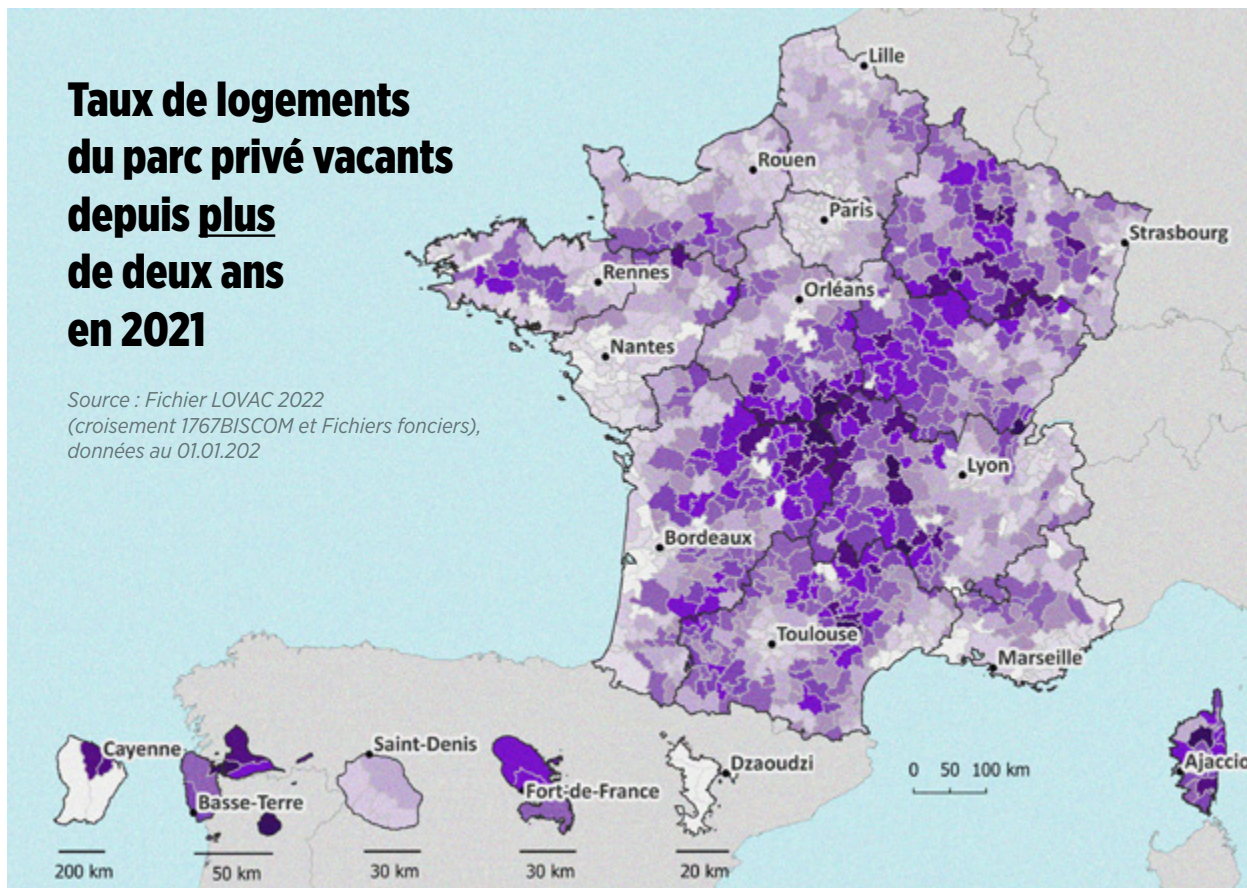 Taux de logements
du parc privé vacants
depuis plus
de deux ans
en 2021
Source : Fichier LOVAC 2022
(croisement 1767BISCOM et Fichiers fonciers),
données au 01.01.202
Lille
Rouen
Paris
Strasbourg
Rennes
Orléans
Nantes
Lyon
Bordeaux
Toulouse
Marseille
Cayenne
Basse-Terre
Saint-Denis
Fort-de-France
Dzaoudzi
Ajaccio
0 50 100 km
200 km
50 km
30 km
30 km
20 km